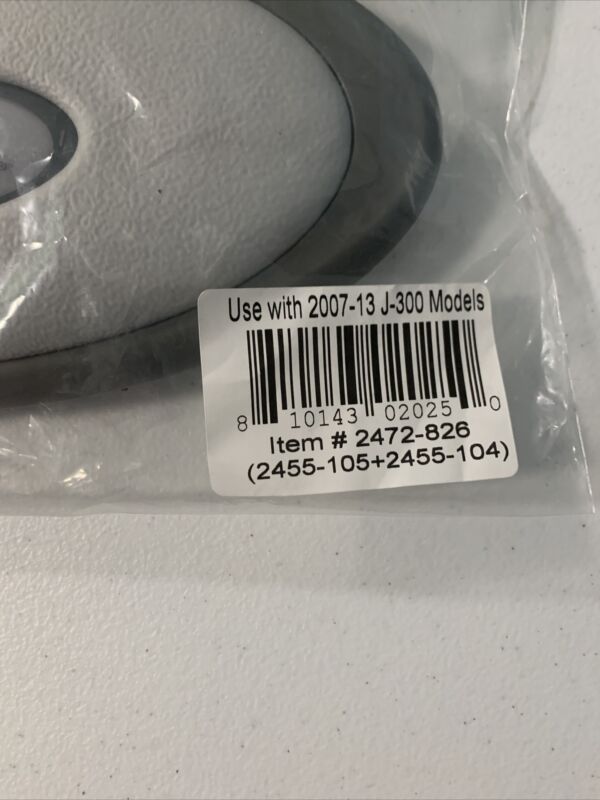 Use with 2007-13 J-300 Models
8 10143 02025 0
Item # 2472-826
(2455-105+2455-104)